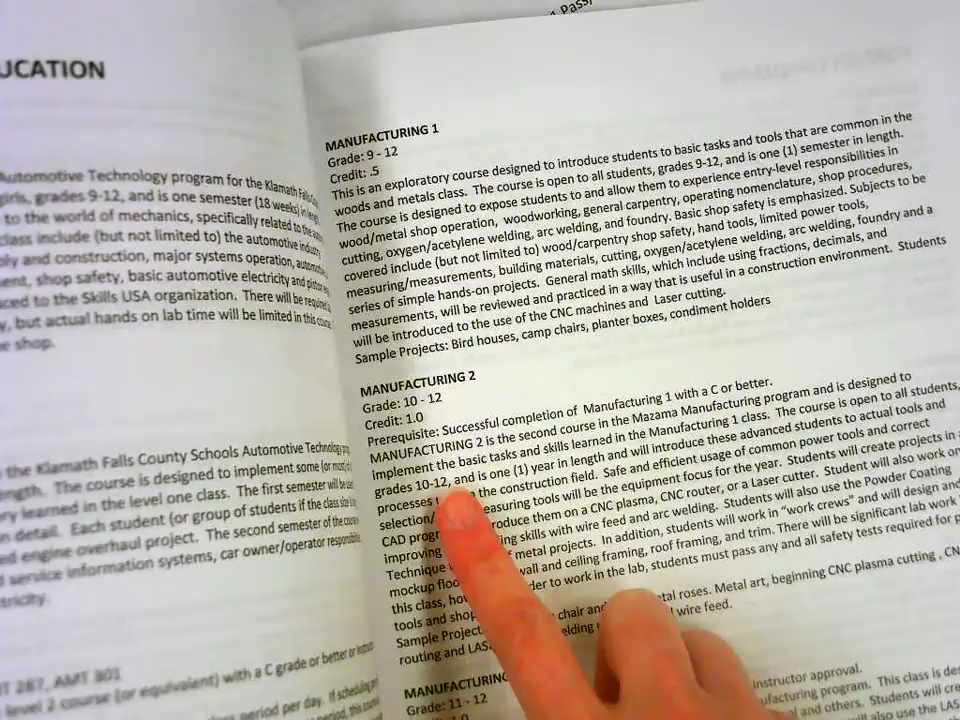 Passi
UCATION
Automotive Technology program for the Klamath Falls
girls, grades 9-12, and is one semester (18 weeks) in
to the world of mechanics, specifically related to the
class include (but not limited to) the automotive industry
and construction, major systems operation,
shop safety, basic automotive electricity and
to the Skills USA organization. There will be
but actual hands on lab time will be limited in this
shop.
the Klamath Falls County Schools Automotive Technology
The course is designed to implement some (or most)
learned in the level one class. The first semester will be
detail. Each student (or group of students if the class size is
engine overhaul project. The second semester of the course
service information systems, car owner/operator
287, AMT 801
level 2 course (or equivalent) with a C grade or better or
period per day. If
MANUFACTURING 1
Grade: 9 - 12
Credit: .5
This is an exploratory course designed to introduce students to basic tasks and tools that are common in the
woods and metals class. The course is open to all students, grades 9-12, and is one (1) semester in length.
The course is designed to expose students to and allow them to experience entry-level responsibilities in
wood/metal shop operation, woodworking, general carpentry, operating nomenclature, shop procedures,
cutting, oxygen/acetylene welding, arc welding, and foundry. Basic shop safety is emphasized. Subjects to be
covered include (but not limited to) wood/carpentry shop safety, hand tools, limited power tools,
measuring/measurements, building materials, cutting, oxygen/acetylene welding, arc welding, foundry and a
series of simple hands-on projects. General math skills, which include using fractions, decimals, and
measurements, will be reviewed and practiced in a way that is useful in a construction environment. Students
will be introduced to the use of the CNC machines and Laser cutting.
Sample Projects: Bird houses, camp chairs, planter boxes, condiment holders
MANUFACTURING 2
Grade: 10 - 12
Credit: 1.0
Prerequisite: Successful completion of Manufacturing 1 with a C or better.
MANUFACTURING 2 is the second course in the Mazama Manufacturing program and is designed to
implement the basic tasks and skills learned in the Manufacturing 1 class. The course is open to all students,
grades 10-12, and is one (1) year in length and will introduce these advanced students to actual tools and
processes the construction field. Safe and efficient usage of common power tools and correct
selection/ easuring tools will be the equipment focus for the year. Students will create projects in a
CAD progr roduce them on a CNC plasma, CNC router, or a Laser cutter. Student will also work on
improving ing skills with wire feed and arc welding. Students will also use the Powder Coating
Technique f metal projects. In addition, students will work in “work crews” and will design and
mockup floo wall and ceiling framing, roof framing, and trim. There will be significant lab work
this class, how der to work in the lab, students must pass any and all safety tests required for p
tools and shop
Sample Project chair and tal roses. Metal art, beginning CNC plasma cutting , CN
routing and LAS elding wire feed.
MANUFACTURING
Grade: 11 - 12
1.0
instructor approval.
ufacturing program. This class is des
and others. Students will cre
will also use the LAS